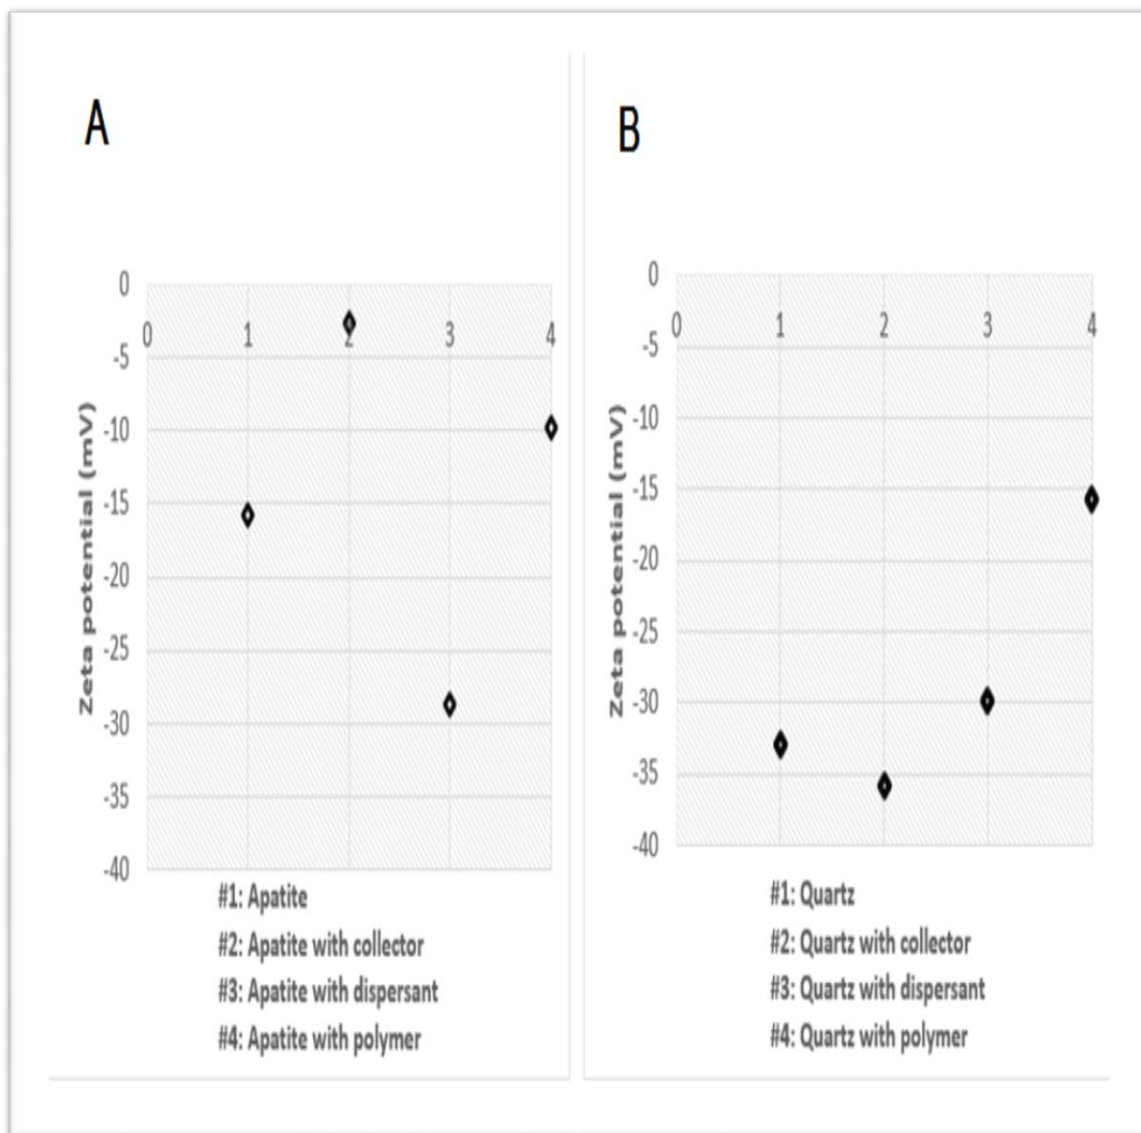 A
B
0
0 1 2 3 4
-5
-10
-15
-20
-25
-30
-35
-40
Zeta potential (mV)
#1: Apatite
#2: Apatite with collector
#3: Apatite with dispersant
#4: Apatite with polymer
0
0 1 2 3 4
-5
-10
-15
-20
-25
-30
-35
-40
Zeta potential (mV)
#1: Quartz
#2: Quartz with collector
#3: Quartz with dispersant
#4: Quartz with polymer